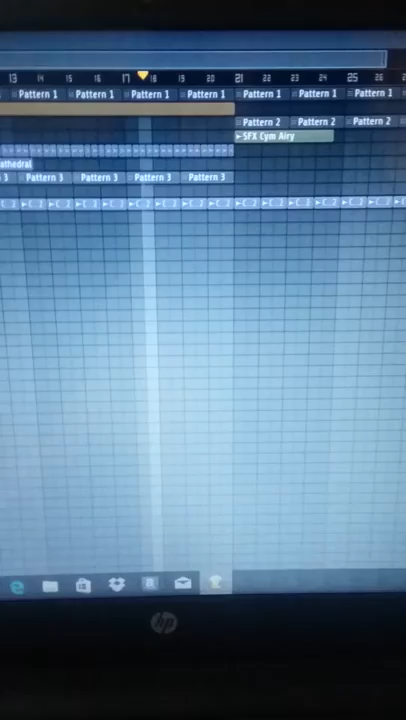 13 14 15 16 17 18 19 20 21 22 23 24 25 26
Pattern 1 Pattern 1 Pattern 1 Pattern 1 Pattern 1 Pattern 1 Pattern 1
Pattern 2 Pattern 2 Pattern 2
SFX Cym Airy
athedral
3 Pattern 3 Pattern 3 Pattern 3 Pattern 3
hp